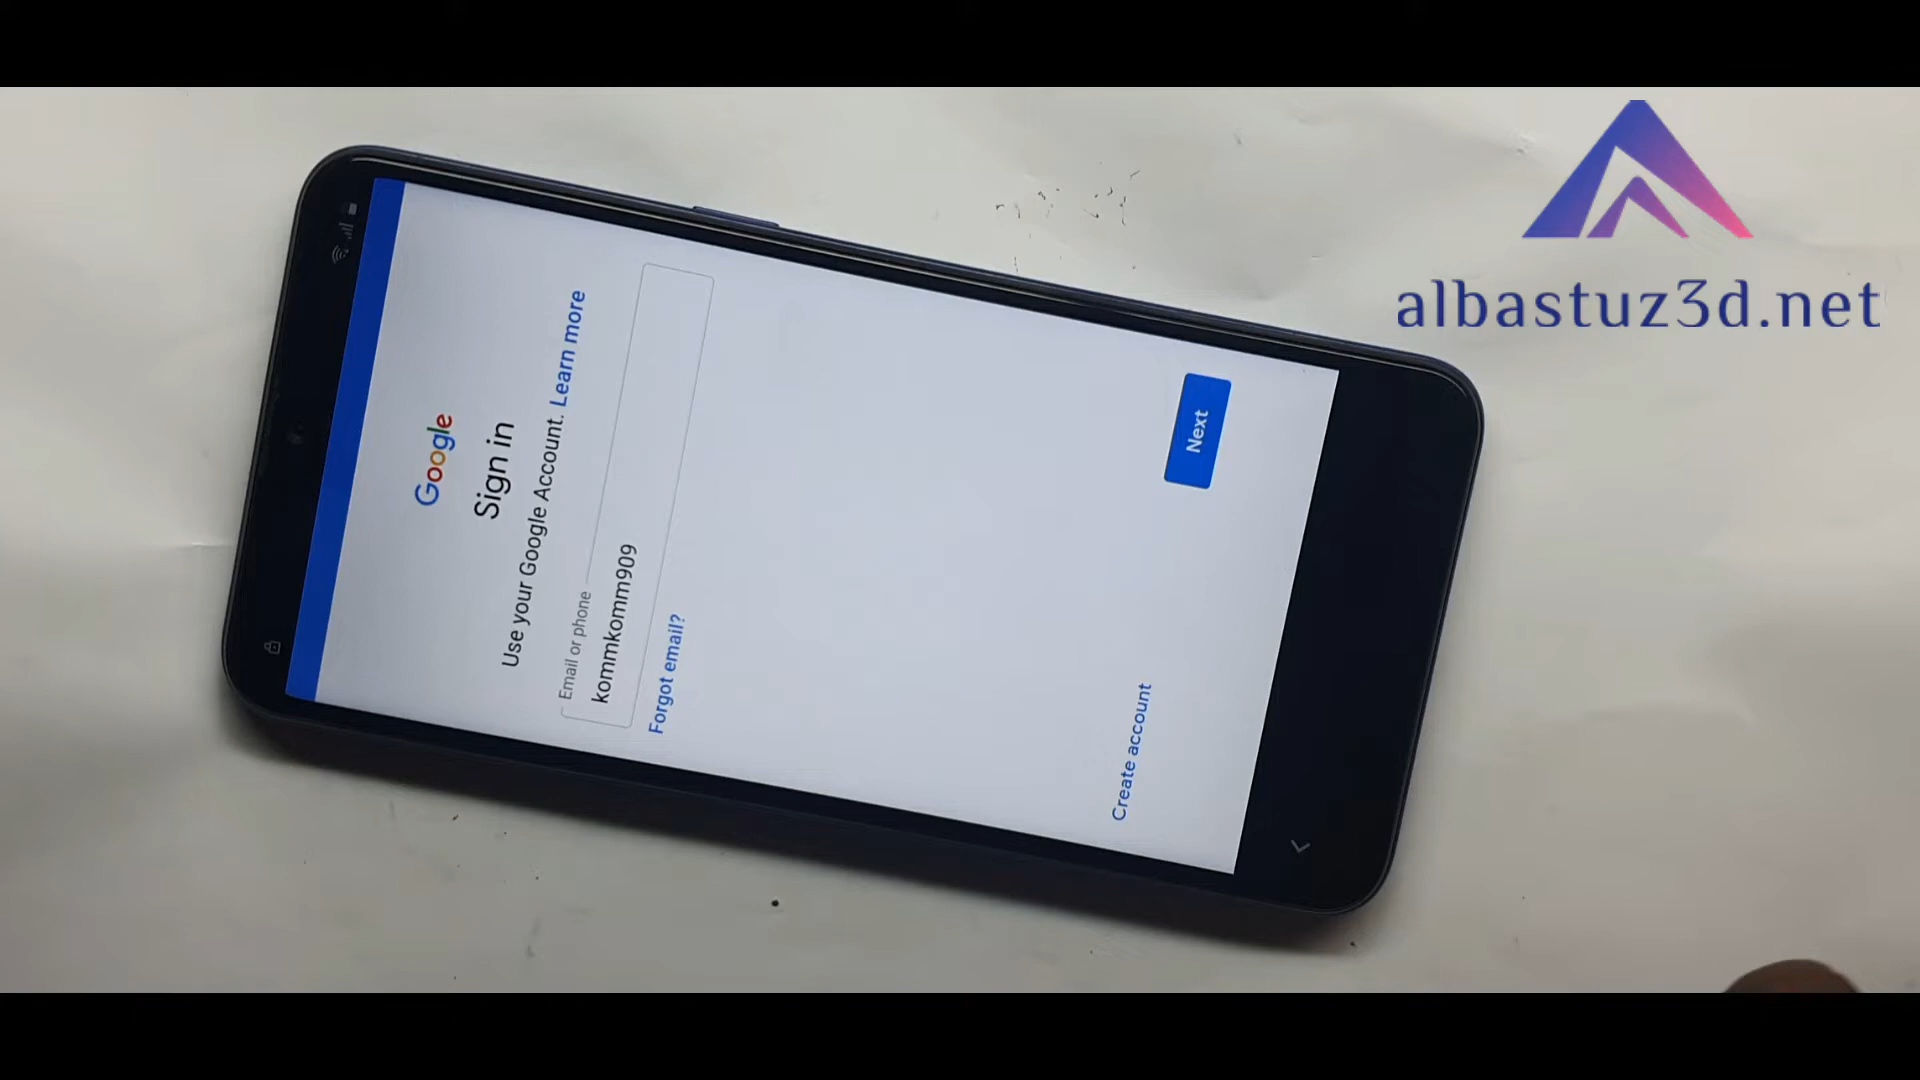 albastuz3d.net
Google
Sign in
Use your Google Account. Learn more
Email or phone
kommkomm909
Forgot email?
Create account
Next